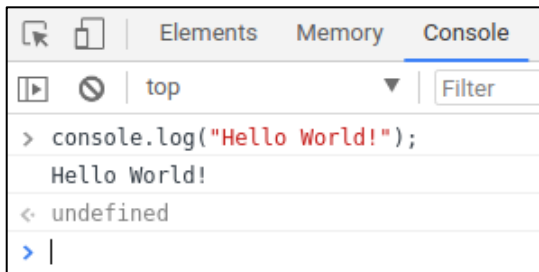 Elements Memory Console
top Filter
> console.log("Hello World!");
Hello World!
undefined
>